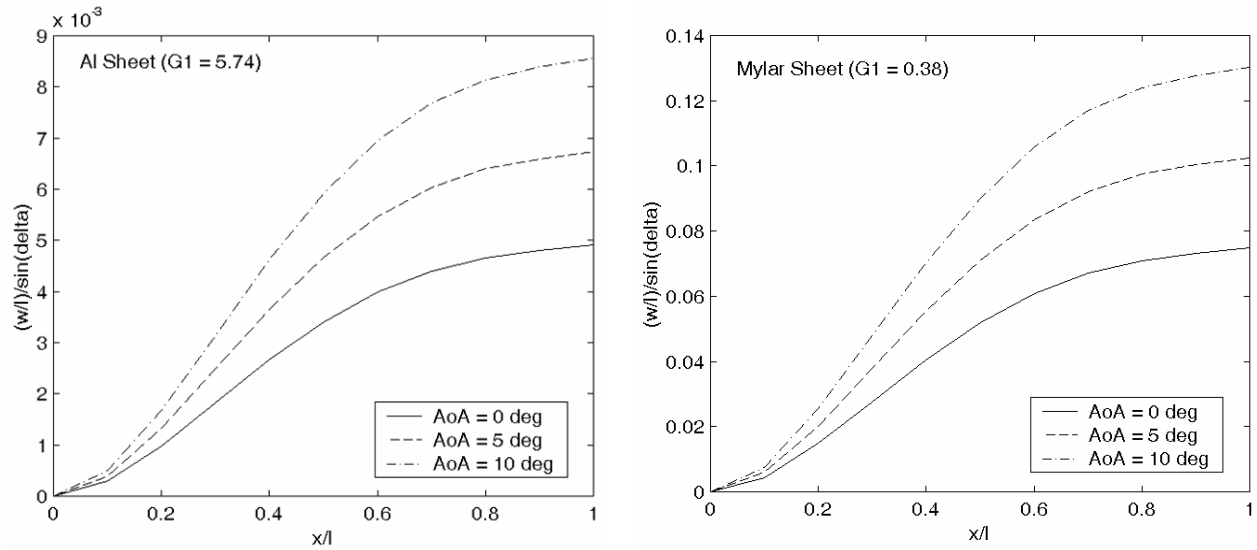 x 10-3
9
8
7
6
5
4
3
2
1
0
(w/l)/sin(delta)
Al Sheet (G1 = 5.74)
AoA = 0 deg
AoA = 5 deg
AoA = 10 deg
0 0.2 0.4 0.6 0.8 1
x/l
0.14
0.12
0.1
0.08
0.06
0.04
0.02
0
(w/l)/sin(delta)
Mylar Sheet (G1 = 0.38)
AoA = 0 deg
AoA = 5 deg
AoA = 10 deg
0 0.2 0.4 0.6 0.8 1
x/l